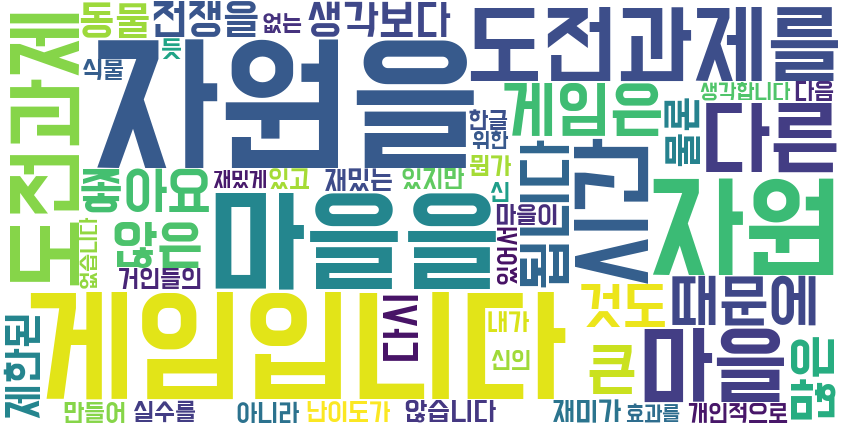 동물
전쟁을
없는
생각보다
도전과제를
듯
식물
자원을
도전과제
게임은
생각합니다
다음
한글
위한
물론
다른
좋아요
재밌게
있고
재밌는
있지만
뭔가
신
됩니다
시간
자원
없습니다
않은
마을을
마을이
있어서
거인들의
게임입니다
다시
것도
때문에
제한된
내가
신의
큰
마을
금방
만들어
실수를
아니라
난이도가
않습니다
재미가
효과를
개인적으로